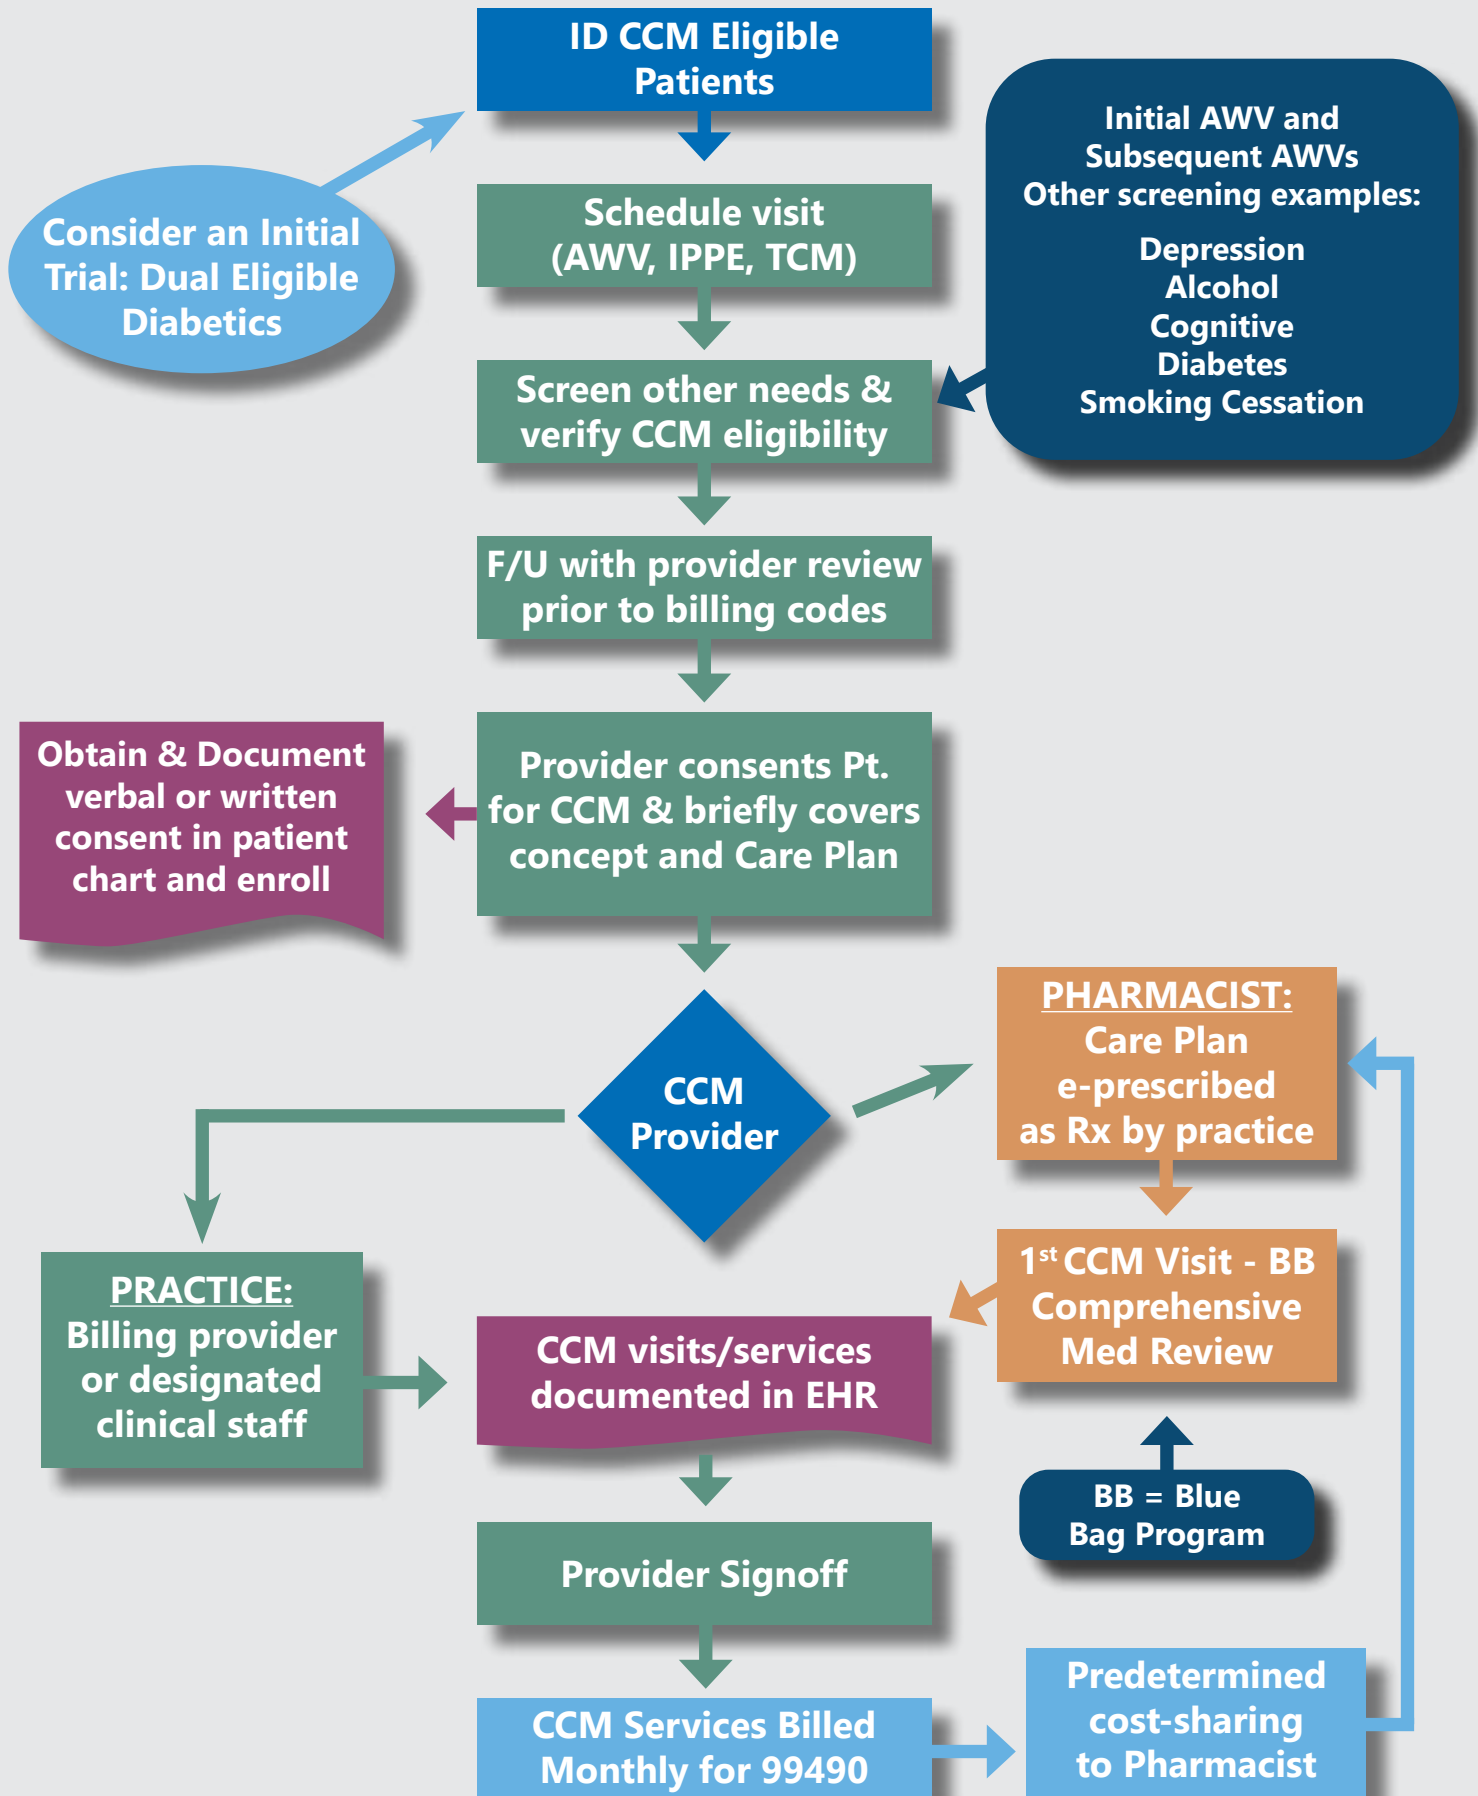 ID CCM Eligible
Patients
Consider an Initial
Trial: Dual Eligible
Diabetics
Schedule visit
(AWV, IPPE, TCM)
Initial AWV and
Subsequent AWVs
Other screening examples:
Depression
Alcohol
Cognitive
Diabetes
Smoking Cessation
Screen other needs &
verify CCM eligibility
F/U with provider review
prior to billing codes
Provider consents Pt.
for CCM & briefly covers
concept and Care Plan
Obtain & Document
verbal or written
consent in patient
chart and enroll
CCM
Provider
PHARMACIST:
Care Plan
e-prescribed
as Rx by practice
1st CCM Visit - BB
Comprehensive
Med Review
BB = Blue
Bag Program
PRACTICE:
Billing provider
or designated
clinical staff
CCM visits/services
documented in EHR
Provider Signoff
CCM Services Billed
Monthly for 99490
Predetermined
cost-sharing
to Pharmacist